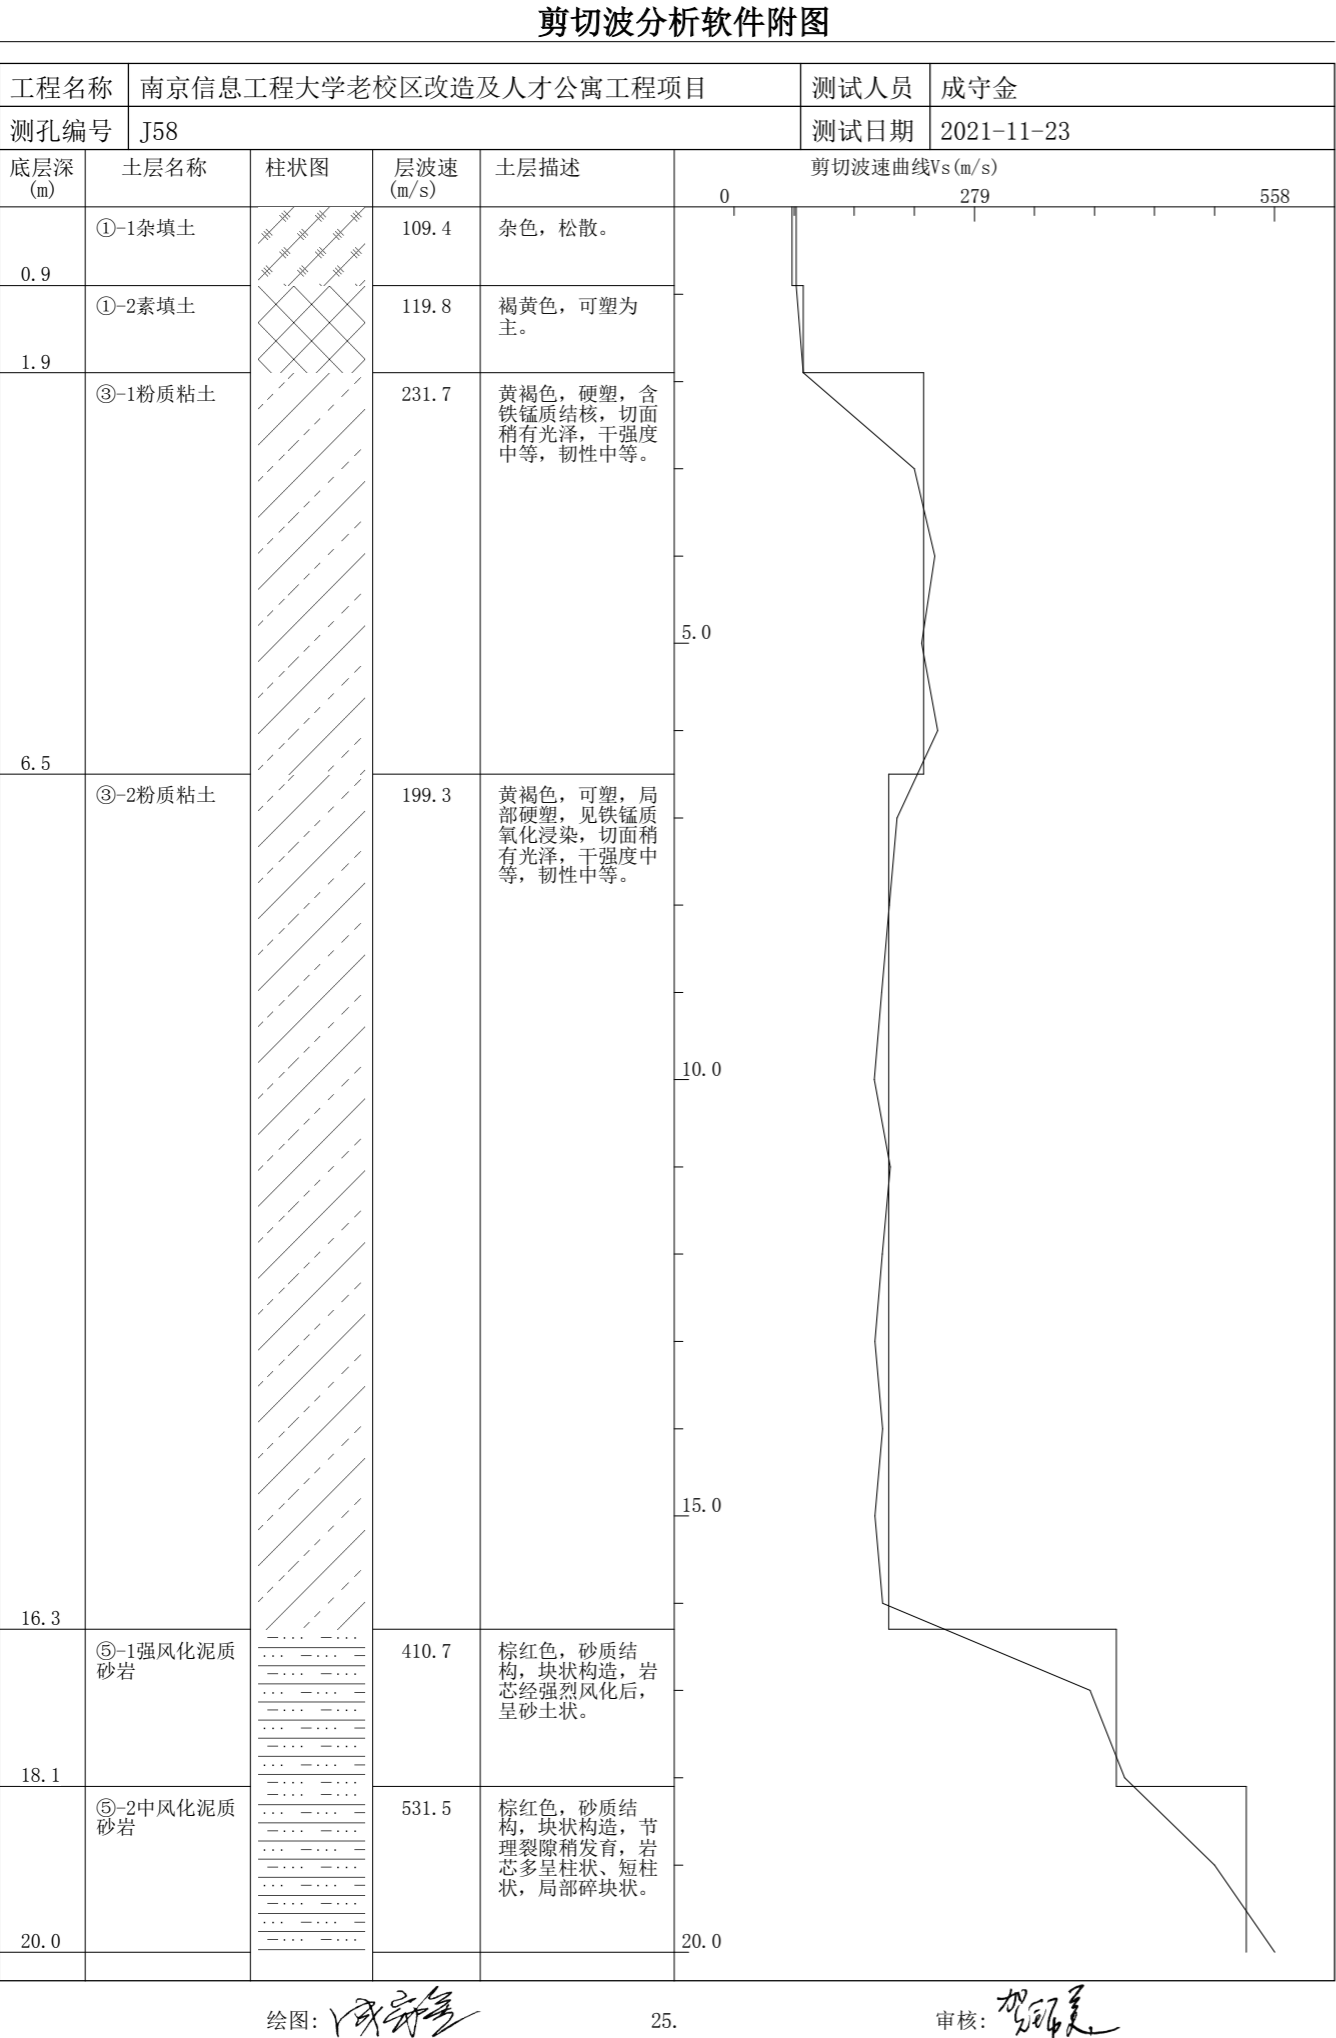 剪切波分析软件附图
工程名称 南京信息工程大学老校区改造及人才公寓工程项目 测试人员 成守金
测孔编号 J58 测试日期 2021-11-23
底层深 土层名称 柱状图 层波速 土层描述 剪切波速曲线Vs(m/s)
(m) (m/s)
0 279 558
①-1杂填土 109.4 杂色，松散。
0.9
①-2素填土 119.8 褐黄色，可塑为
主。
1.9
③-1粉质粘土 231.7 黄褐色，硬塑，含
铁锰质结核，切面
稍有光泽，干强度
中等，韧性中等。
5.0
6.5
③-2粉质粘土 199.3 黄褐色，可塑，局
部硬塑，见铁锰质
氧化浸染，切面稍
有光泽，干强度中
等，韧性中等。
10.0
15.0
16.3
⑤-1强风化泥质 410.7 棕红色，砂质结
砂岩 构，块状构造，岩
芯经强烈风化后，
呈砂土状。
18.1
⑤-2中风化泥质 531.5 棕红色，砂质结
砂岩 构，块状构造，节
理裂隙稍发育，岩
芯多呈柱状、短柱
状，局部碎块状。
20.0 20.0
绘图: 成守金 25. 审核: